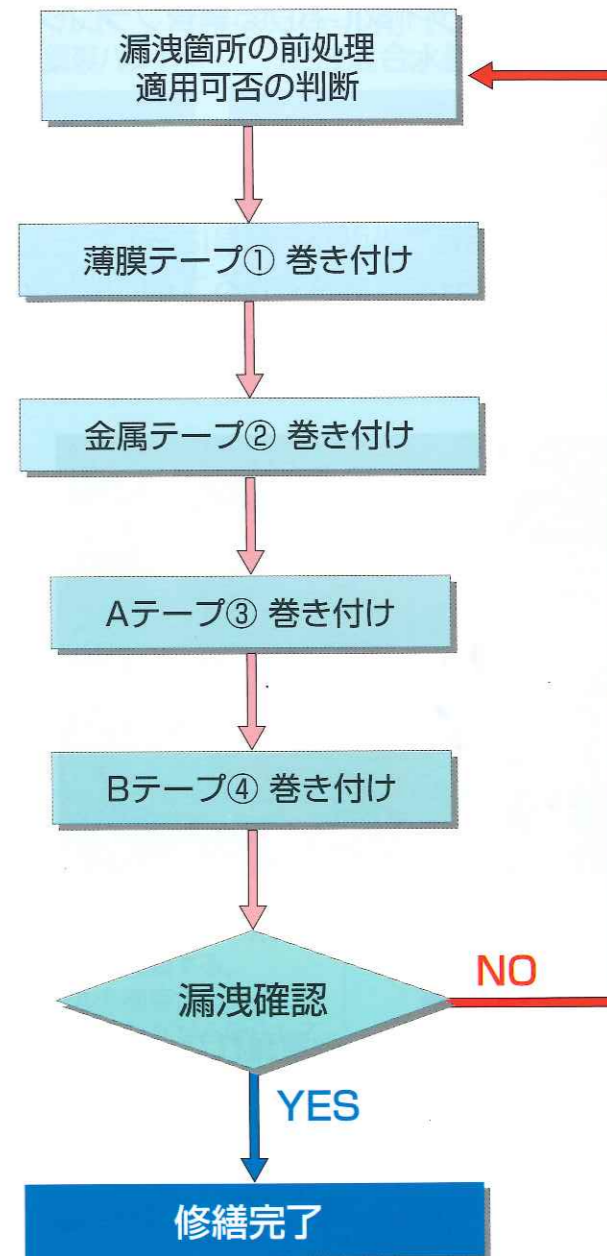 漏洩箇所の前処理
適用可否の判断
薄膜テープ① 巻き付け
金属テープ② 巻き付け
Aテープ③ 巻き付け
Bテープ④ 巻き付け
漏洩確認
NO
YES
修繕完了